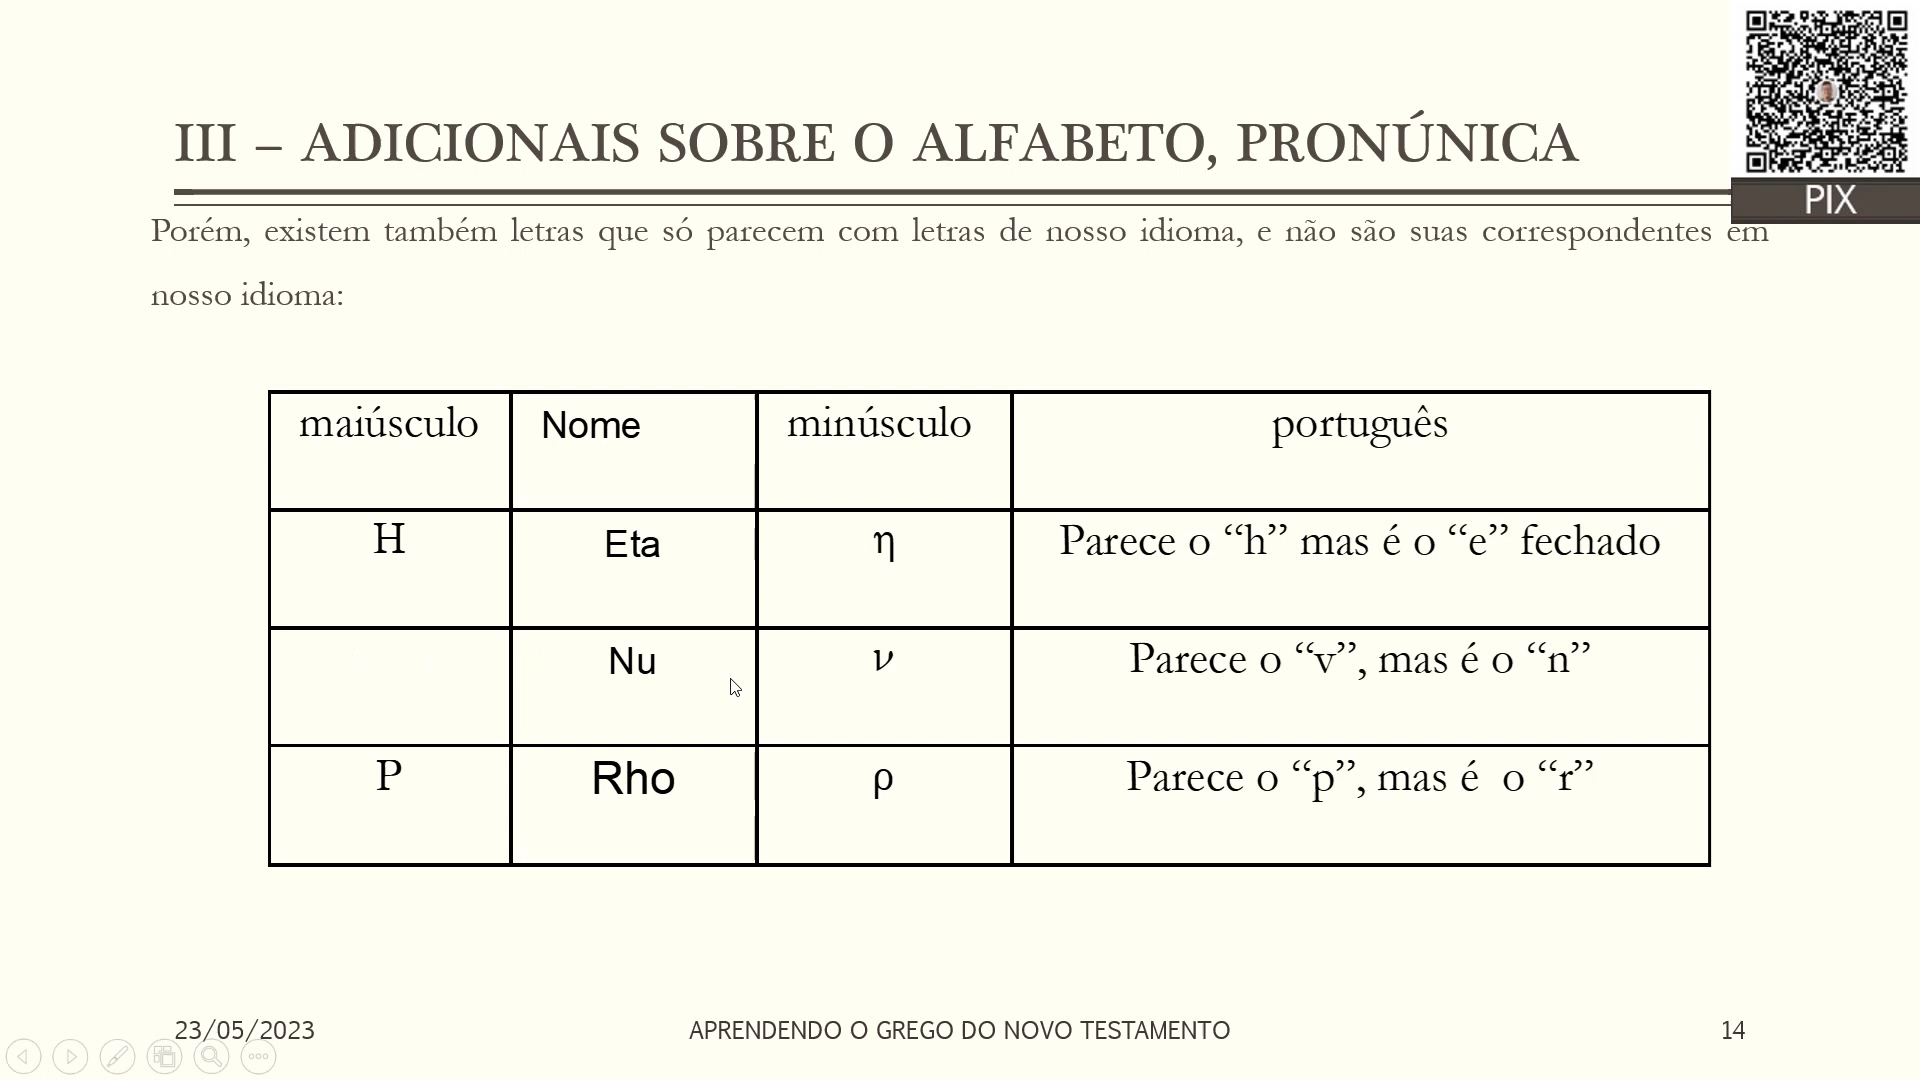 III – ADICIONAIS SOBRE O ALFABETO, PRONÚNICA
PIX
Porém, existem também letras que só parecem com letras de nosso idioma, e não são suas correspondentes em
nosso idioma:
maiúsculo Nome minúsculo português
Η Eta η Parece o “h” mas é o “e” fechado
Nu ν Parece o “v”, mas é o “n”
Ρ Rho ρ Parece o “p”, mas é o “r”
23/05/2023 APRENDENDO O GREGO DO NOVO TESTAMENTO 14